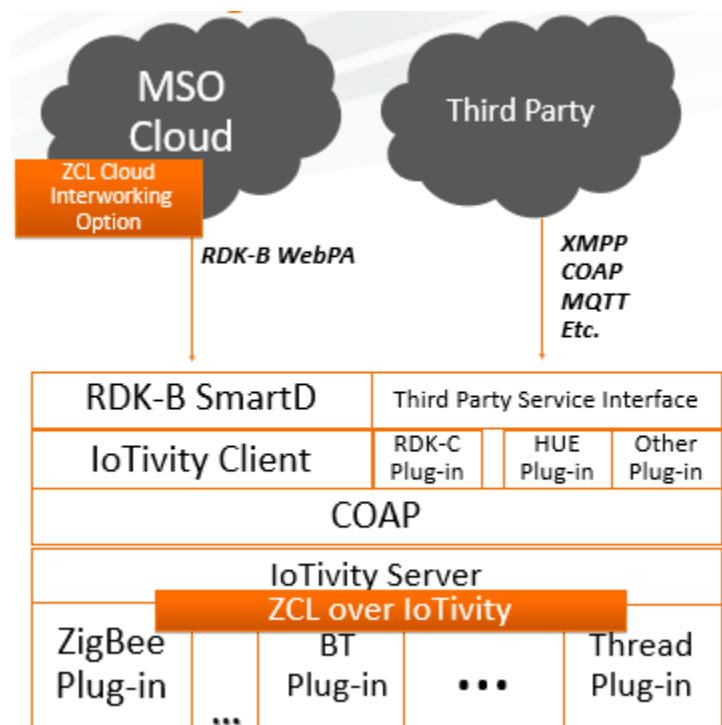 MSO
Cloud
Third Party
ZCL Cloud
Interworking
Option
RDK-B WebPA
XMPP
COAP
MQTT
Etc.
RDK-B SmartD
Third Party Service Interface
IoTivity Client
RDK-C
Plug-in
HUE
Plug-in
Other
Plug-in
COAP
IoTivity Server
ZCL over IoTivity
ZigBee
Plug-in
...
BT
Plug-in
...
Thread
Plug-in